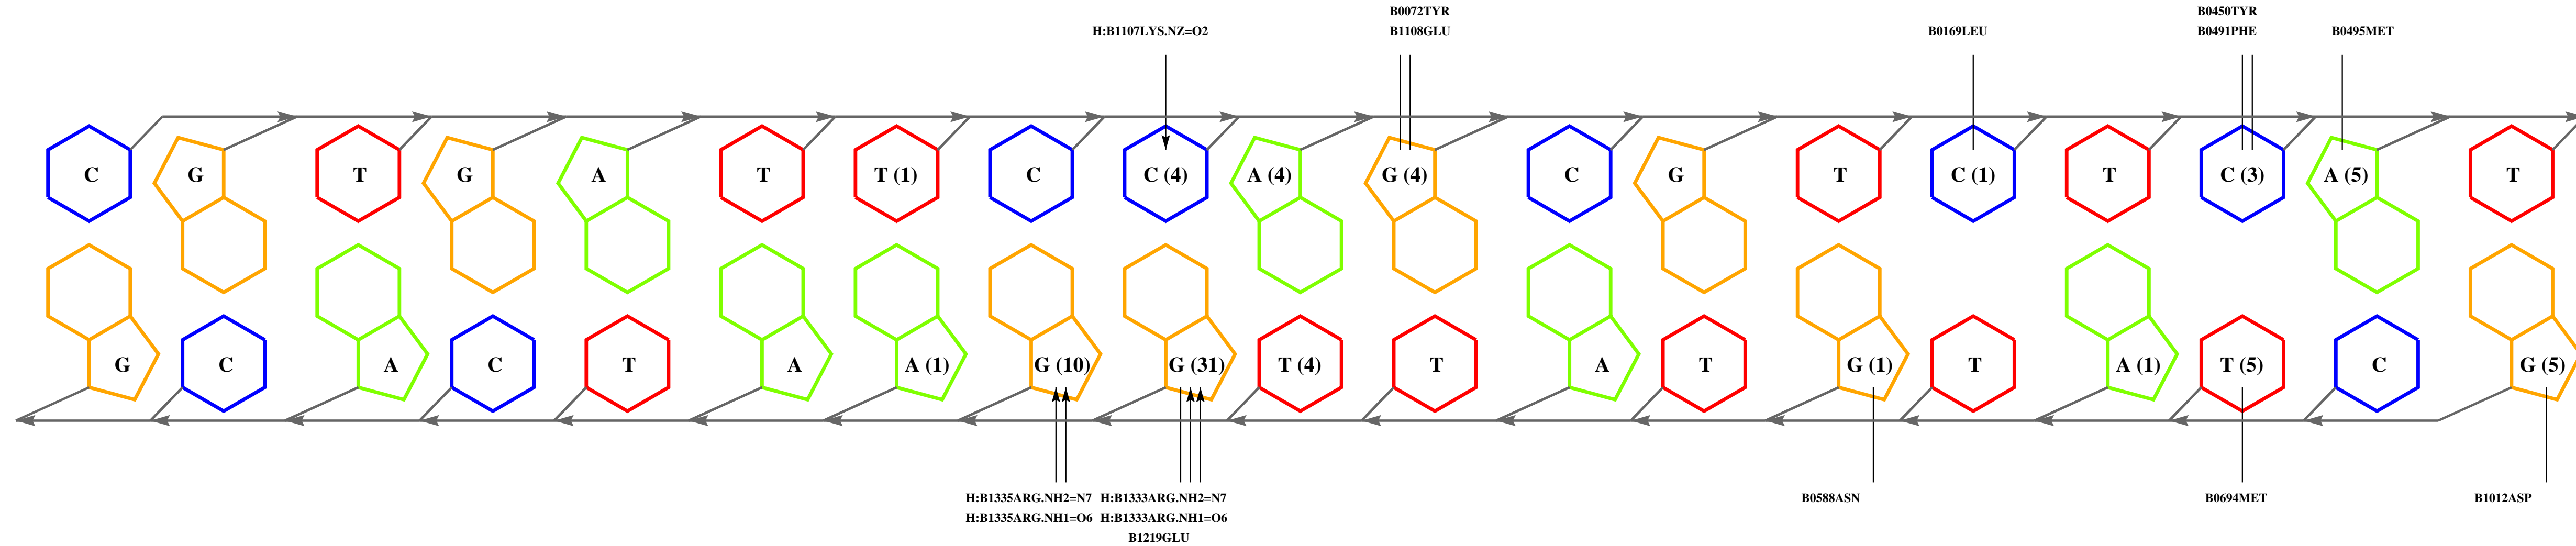 B0072TYR B0450TYR
H:B1107LYS.NZ=O2 B1108GLU B0169LEU B0491PHE B0495MET
C G T G A T T (1) C C (4) A (4) G (4) C G T C (1) T C (3) A (5) T
G C A C T A A (1) G (10) G (31) T (4) T A T G (1) T A (1) T (5) C G (5)
H:B1335ARG.NH2=N7 H:B1333ARG.NH2=N7 B0588ASN B0694MET B1012ASP
H:B1335ARG.NH1=O6 H:B1333ARG.NH1=O6
B1219GLU